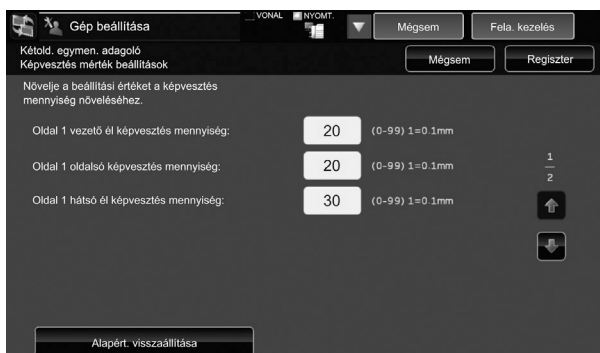 Gép beállítása
VONAL
NYOMT.
Mégsem
Fela. kezelés
Kétold. egymen. adagoló
Képvesztés mérték beállítások
Mégsem
Regiszter
Növelje a beállítási értéket a képvesztés
mennyiség növeléséhez.
Oldal 1 vezető él képvesztés mennyiség: 20 (0-99) 1=0.1mm
Oldal 1 oldalsó képvesztés mennyiség: 20 (0-99) 1=0.1mm
Oldal 1 hátsó él képvesztés mennyiség: 30 (0-99) 1=0.1mm
1
2
Alapért. visszaállítása